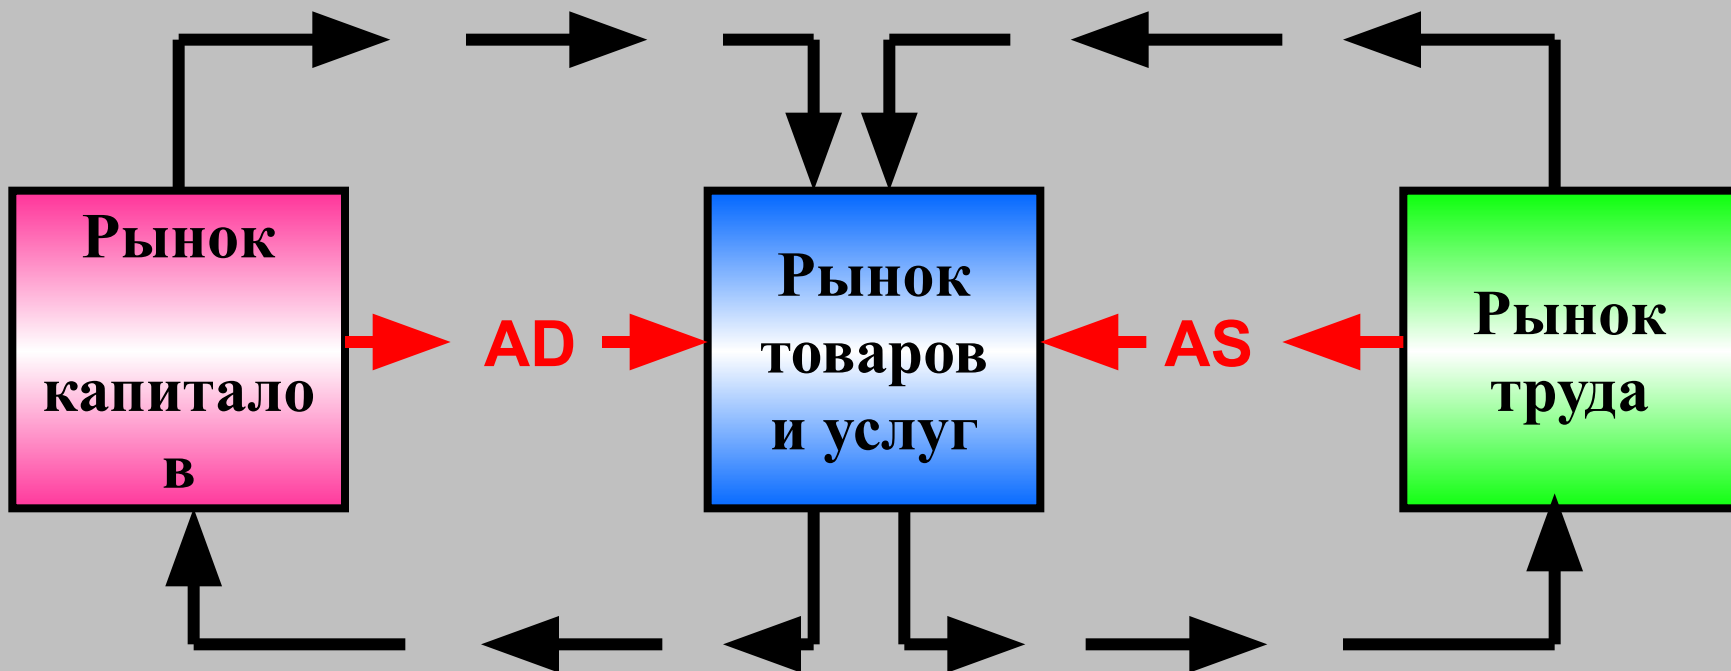 Рынок
капитало
в
AD
Рынок
товаров
и услуг
AS
Рынок
труда